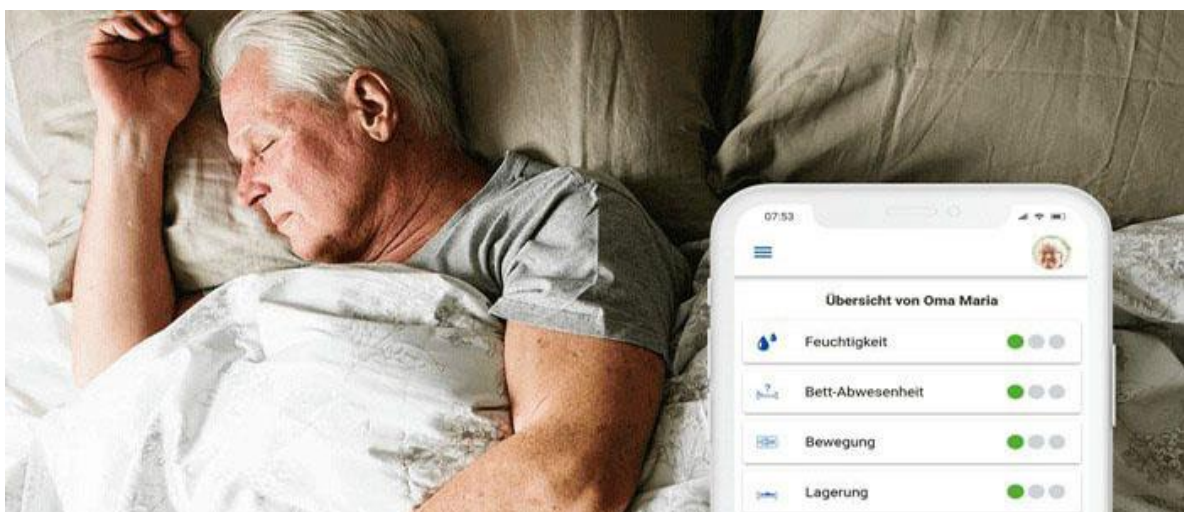 07:53
Übersicht von Oma Maria
Feuchtigkeit
Bett-Abwesenheit
Bewegung
Lagerung